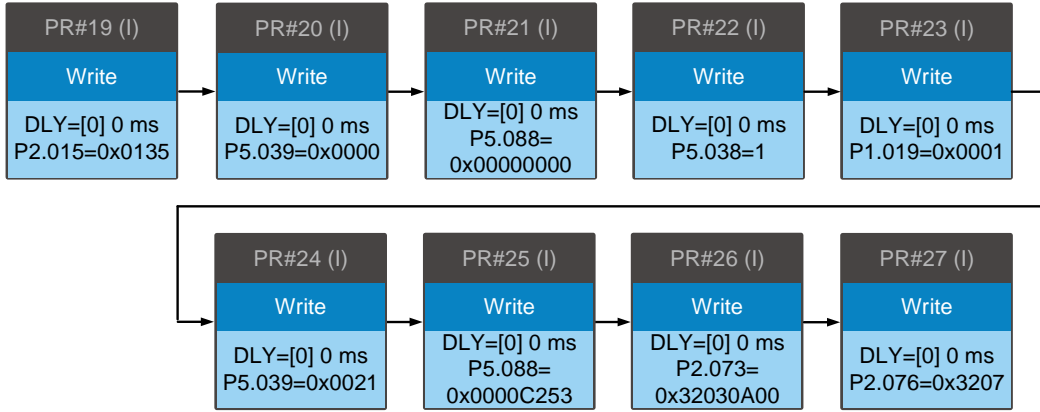 PR#19 (I)
Write
DLY=[0] 0 ms
P2.015=0x0135
PR#20 (I)
Write
DLY=[0] 0 ms
P5.039=0x0000
PR#21 (I)
Write
DLY=[0] 0 ms
P5.088=
0x00000000
PR#22 (I)
Write
DLY=[0] 0 ms
P5.038=1
PR#23 (I)
Write
DLY=[0] 0 ms
P1.019=0x0001
PR#24 (I)
Write
DLY=[0] 0 ms
P5.039=0x0021
PR#25 (I)
Write
DLY=[0] 0 ms
P5.088=
0x0000C253
PR#26 (I)
Write
DLY=[0] 0 ms
P2.073=
0x32030A00
PR#27 (I)
Write
DLY=[0] 0 ms
P2.076=0x3207